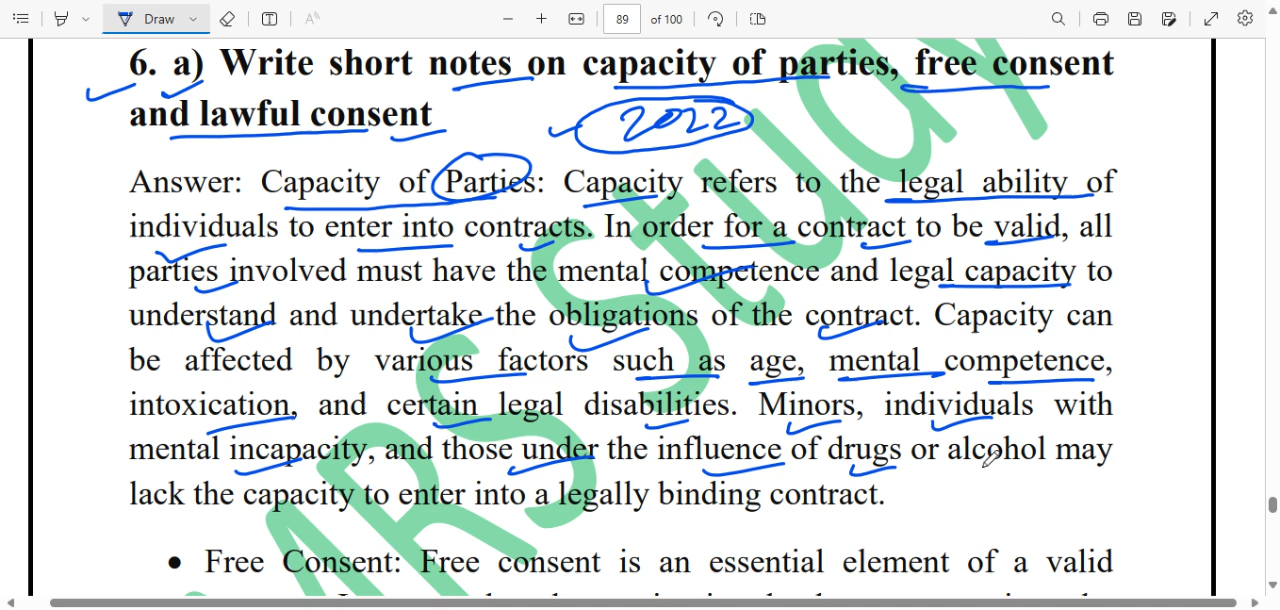 Draw
89 of 100
6. a) Write short notes on capacity of parties, free consent
and lawful consent
2022
Answer: Capacity of Parties: Capacity refers to the legal ability of
individuals to enter into contracts. In order for a contract to be valid, all
parties involved must have the mental competence and legal capacity to
understand and undertake the obligations of the contract. Capacity can
be affected by various factors such as age, mental competence,
intoxication, and certain legal disabilities. Minors, individuals with
mental incapacity, and those under the influence of drugs or alcohol may
lack the capacity to enter into a legally binding contract.
• Free Consent: Free consent is an essential element of a valid
MRS Study